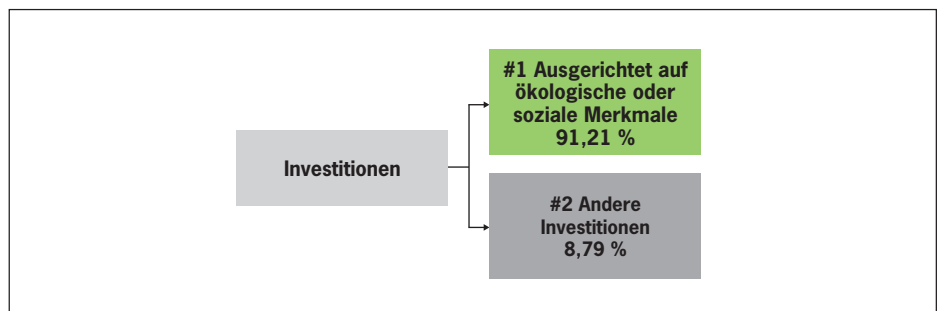 Investitionen
#1 Ausgerichtet auf
ökologische oder
soziale Merkmale
91,21 %
#2 Andere
Investitionen
8,79 %